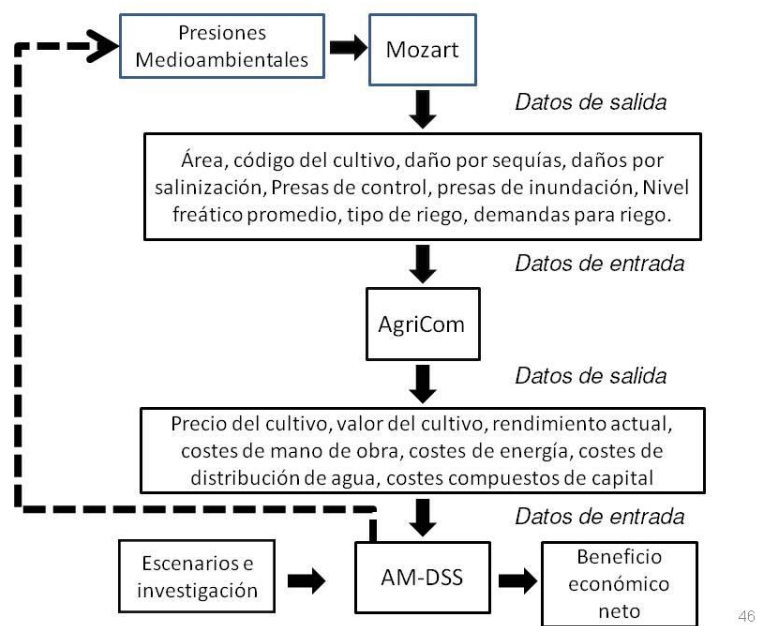 Presiones
Medioambientales
Mozart
Datos de salida
Área, código del cultivo, daño por sequías, daños por
salinización, Presas de control, presas de inundación, Nivel
freático promedio, tipo de riego, demandas para riego.
Datos de entrada
AgriCom
Datos de salida
Precio del cultivo, valor del cultivo, rendimiento actual,
costes de mano de obra, costes de energía, costes de
distribución de agua, costes compuestos de capital
Datos de entrada
Escenarios e
investigación
AM-DSS
Beneficio
económico
neto
46